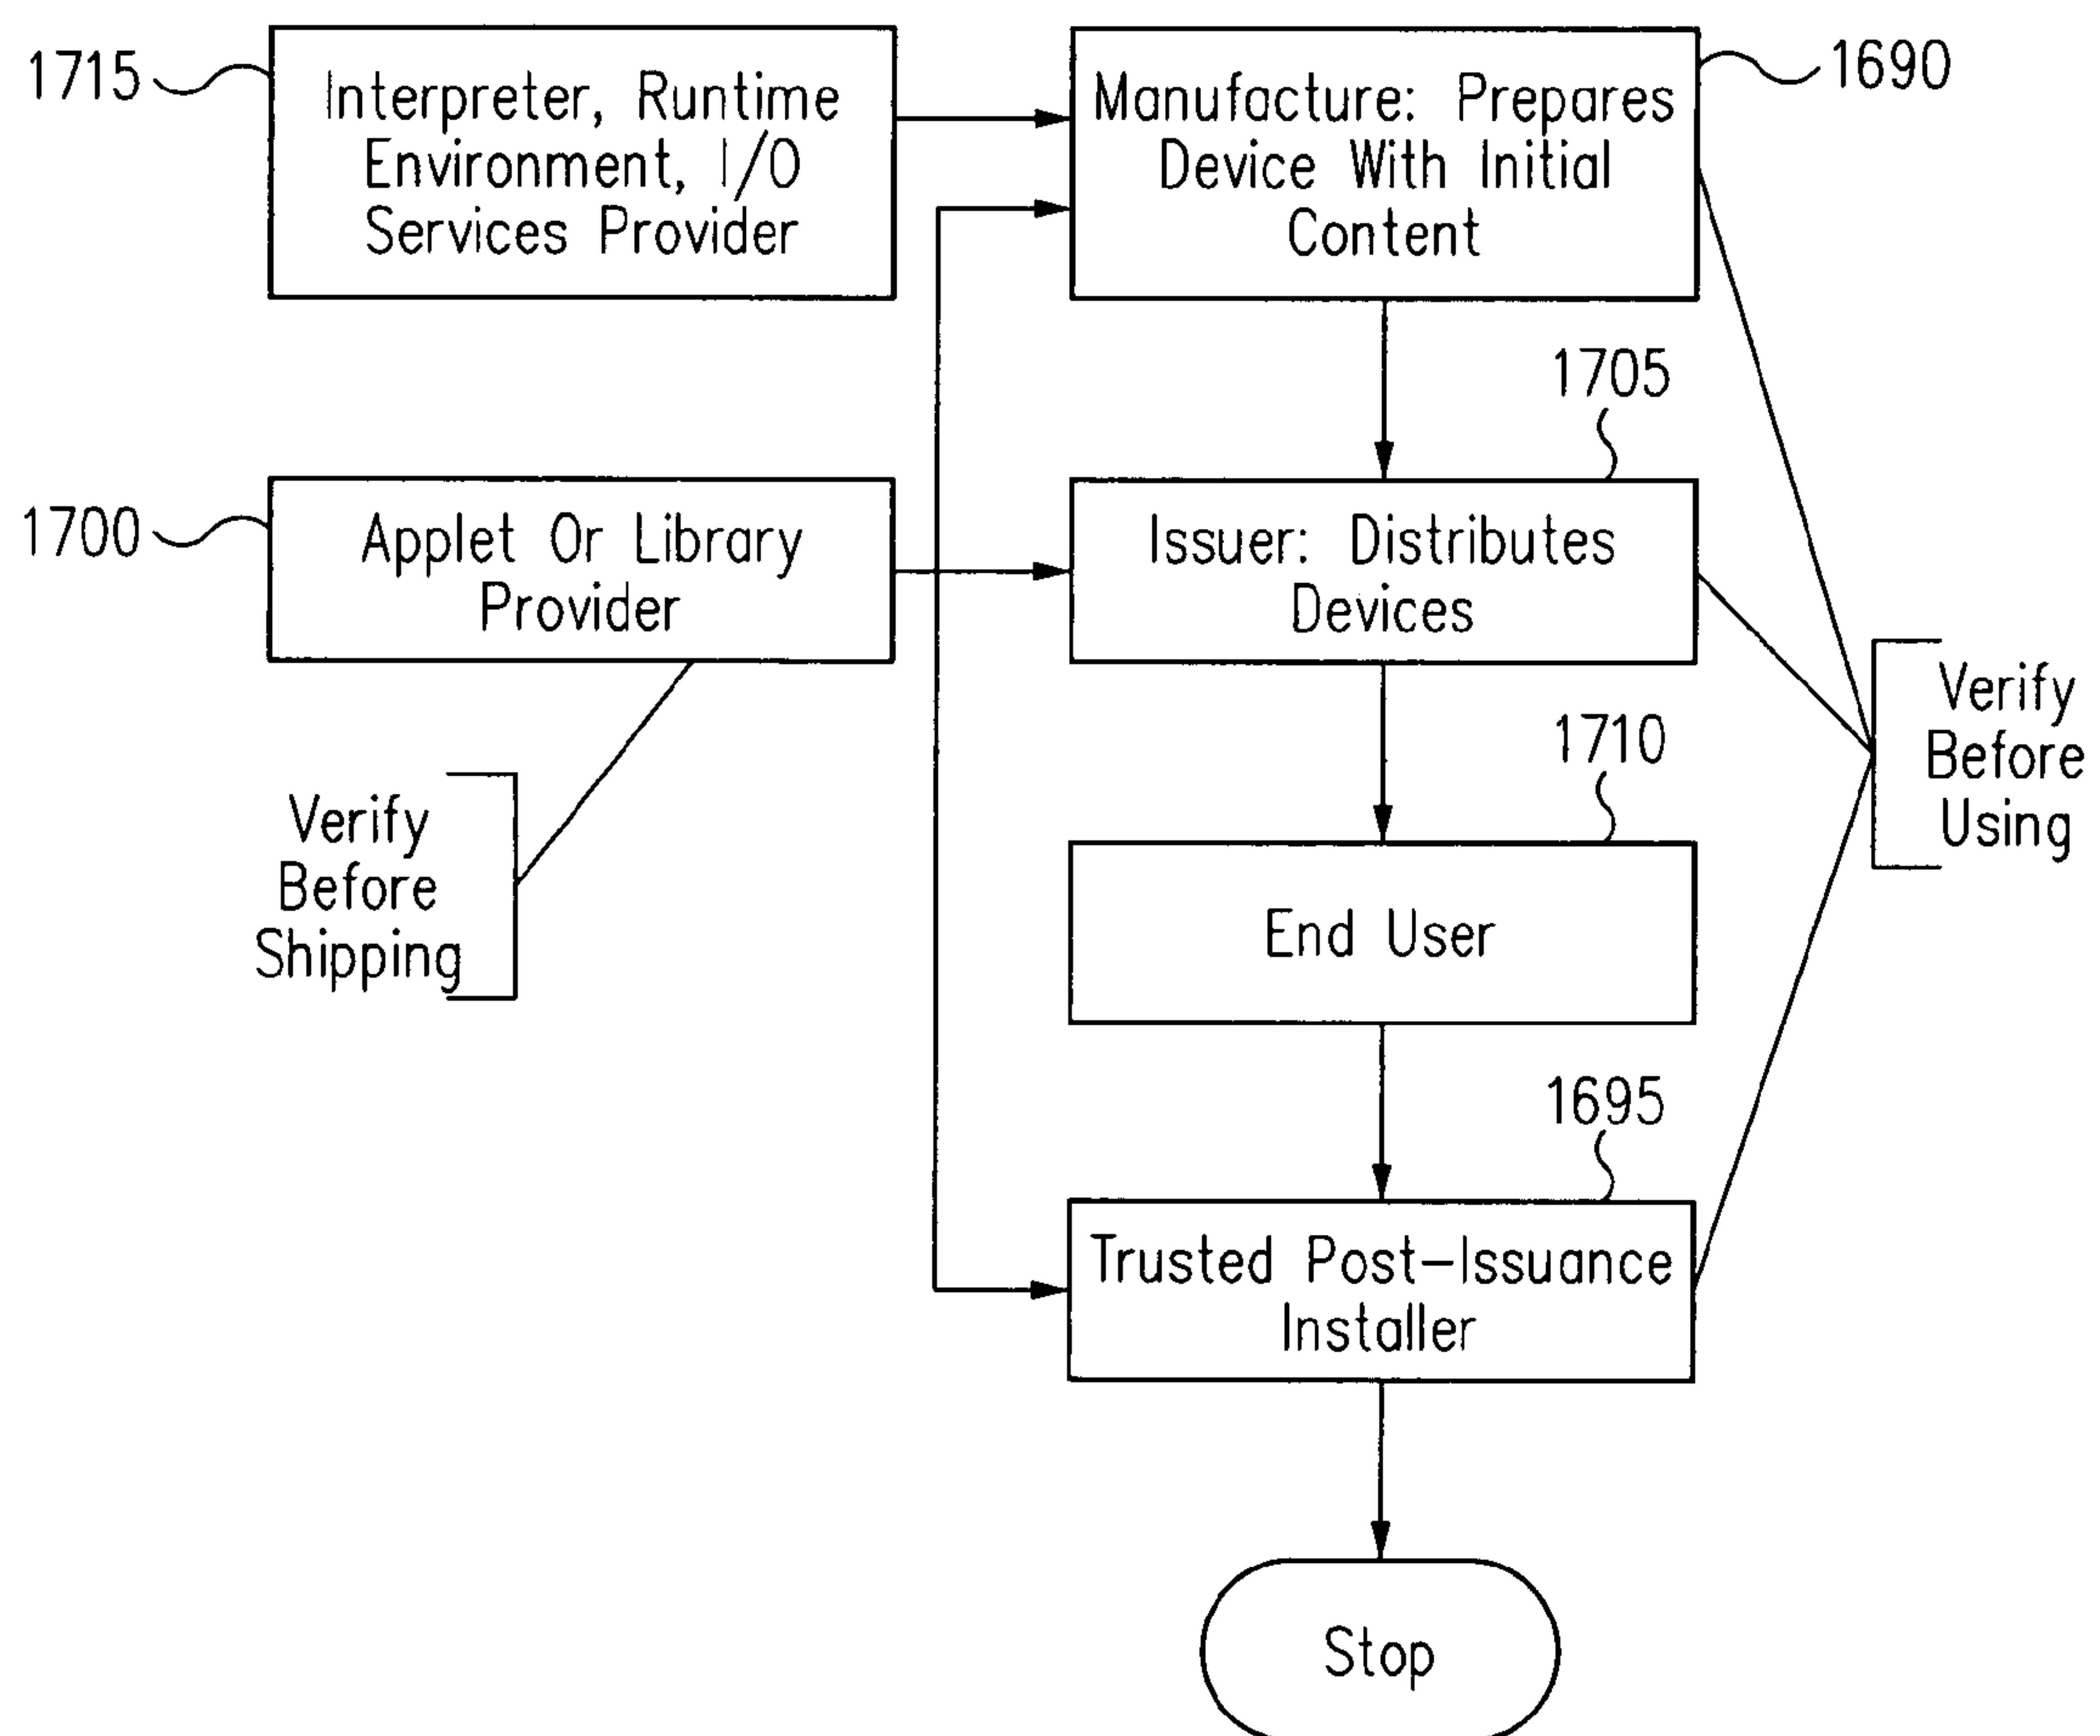 1715
Interpreter, Runtime
Environment, I/O
Services Provider
Manufacture: Prepares
Device With Initial
Content
1690
1705
1700
Applet Or Library
Provider
Issuer: Distributes
Devices
Verify
Before
Using
1710
Verify
Before
Shipping
End User
1695
Trusted Post-Issuance
Installer
Stop